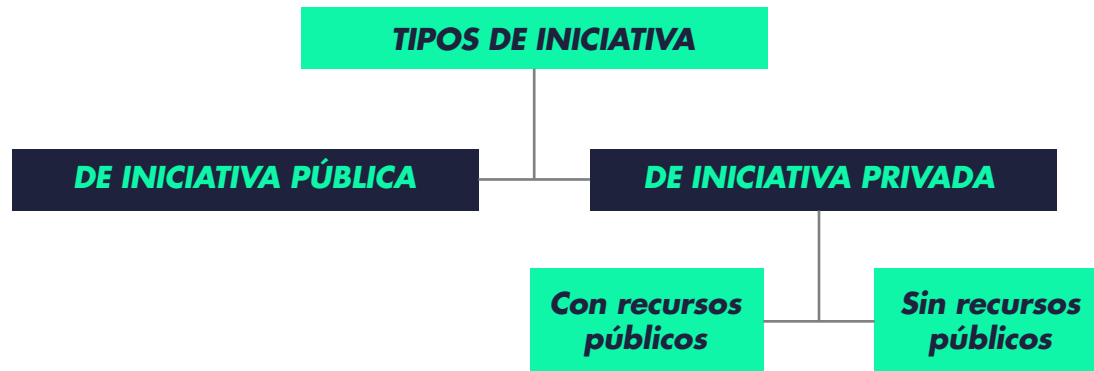 TIPOS DE INICIATIVA
DE INICIATIVA PÚBLICA
DE INICIATIVA PRIVADA
Con recursos
públicos
Sin recursos
públicos